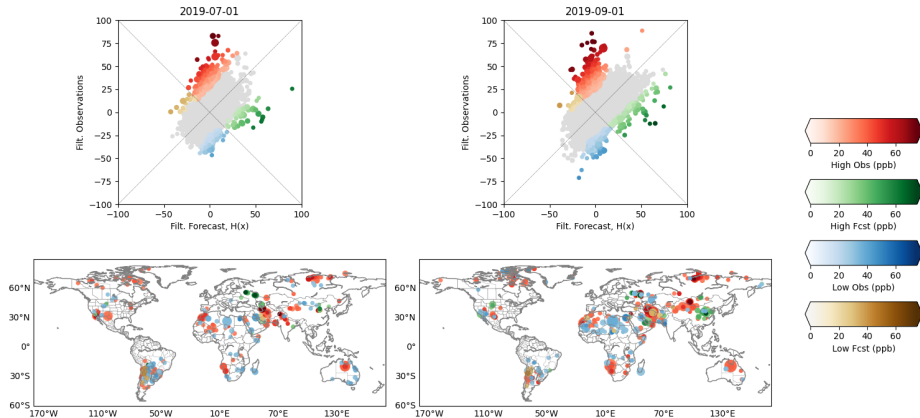 2019-07-01
2019-09-01
100
75
50
25
0
−25
−50
−75
−100
Filt. Observations
−100 −50 0 50 100
Filt. Forecast, H(x)
100
75
50
25
0
−25
−50
−75
−100
Filt. Observations
−100 −50 0 50 100
Filt. Forecast, H(x)
0 20 40 60
High Obs (ppb)
0 20 40 60
High Fcst (ppb)
0 20 40 60
Low Obs (ppb)
0 20 40 60
Low Fcst (ppb)
60°N
30°N
0°
30°S
60°S
170°W 110°W 50°W 10°E 70°E 130°E
60°N
30°N
0°
30°S
60°S
170°W 110°W 50°W 10°E 70°E 130°E